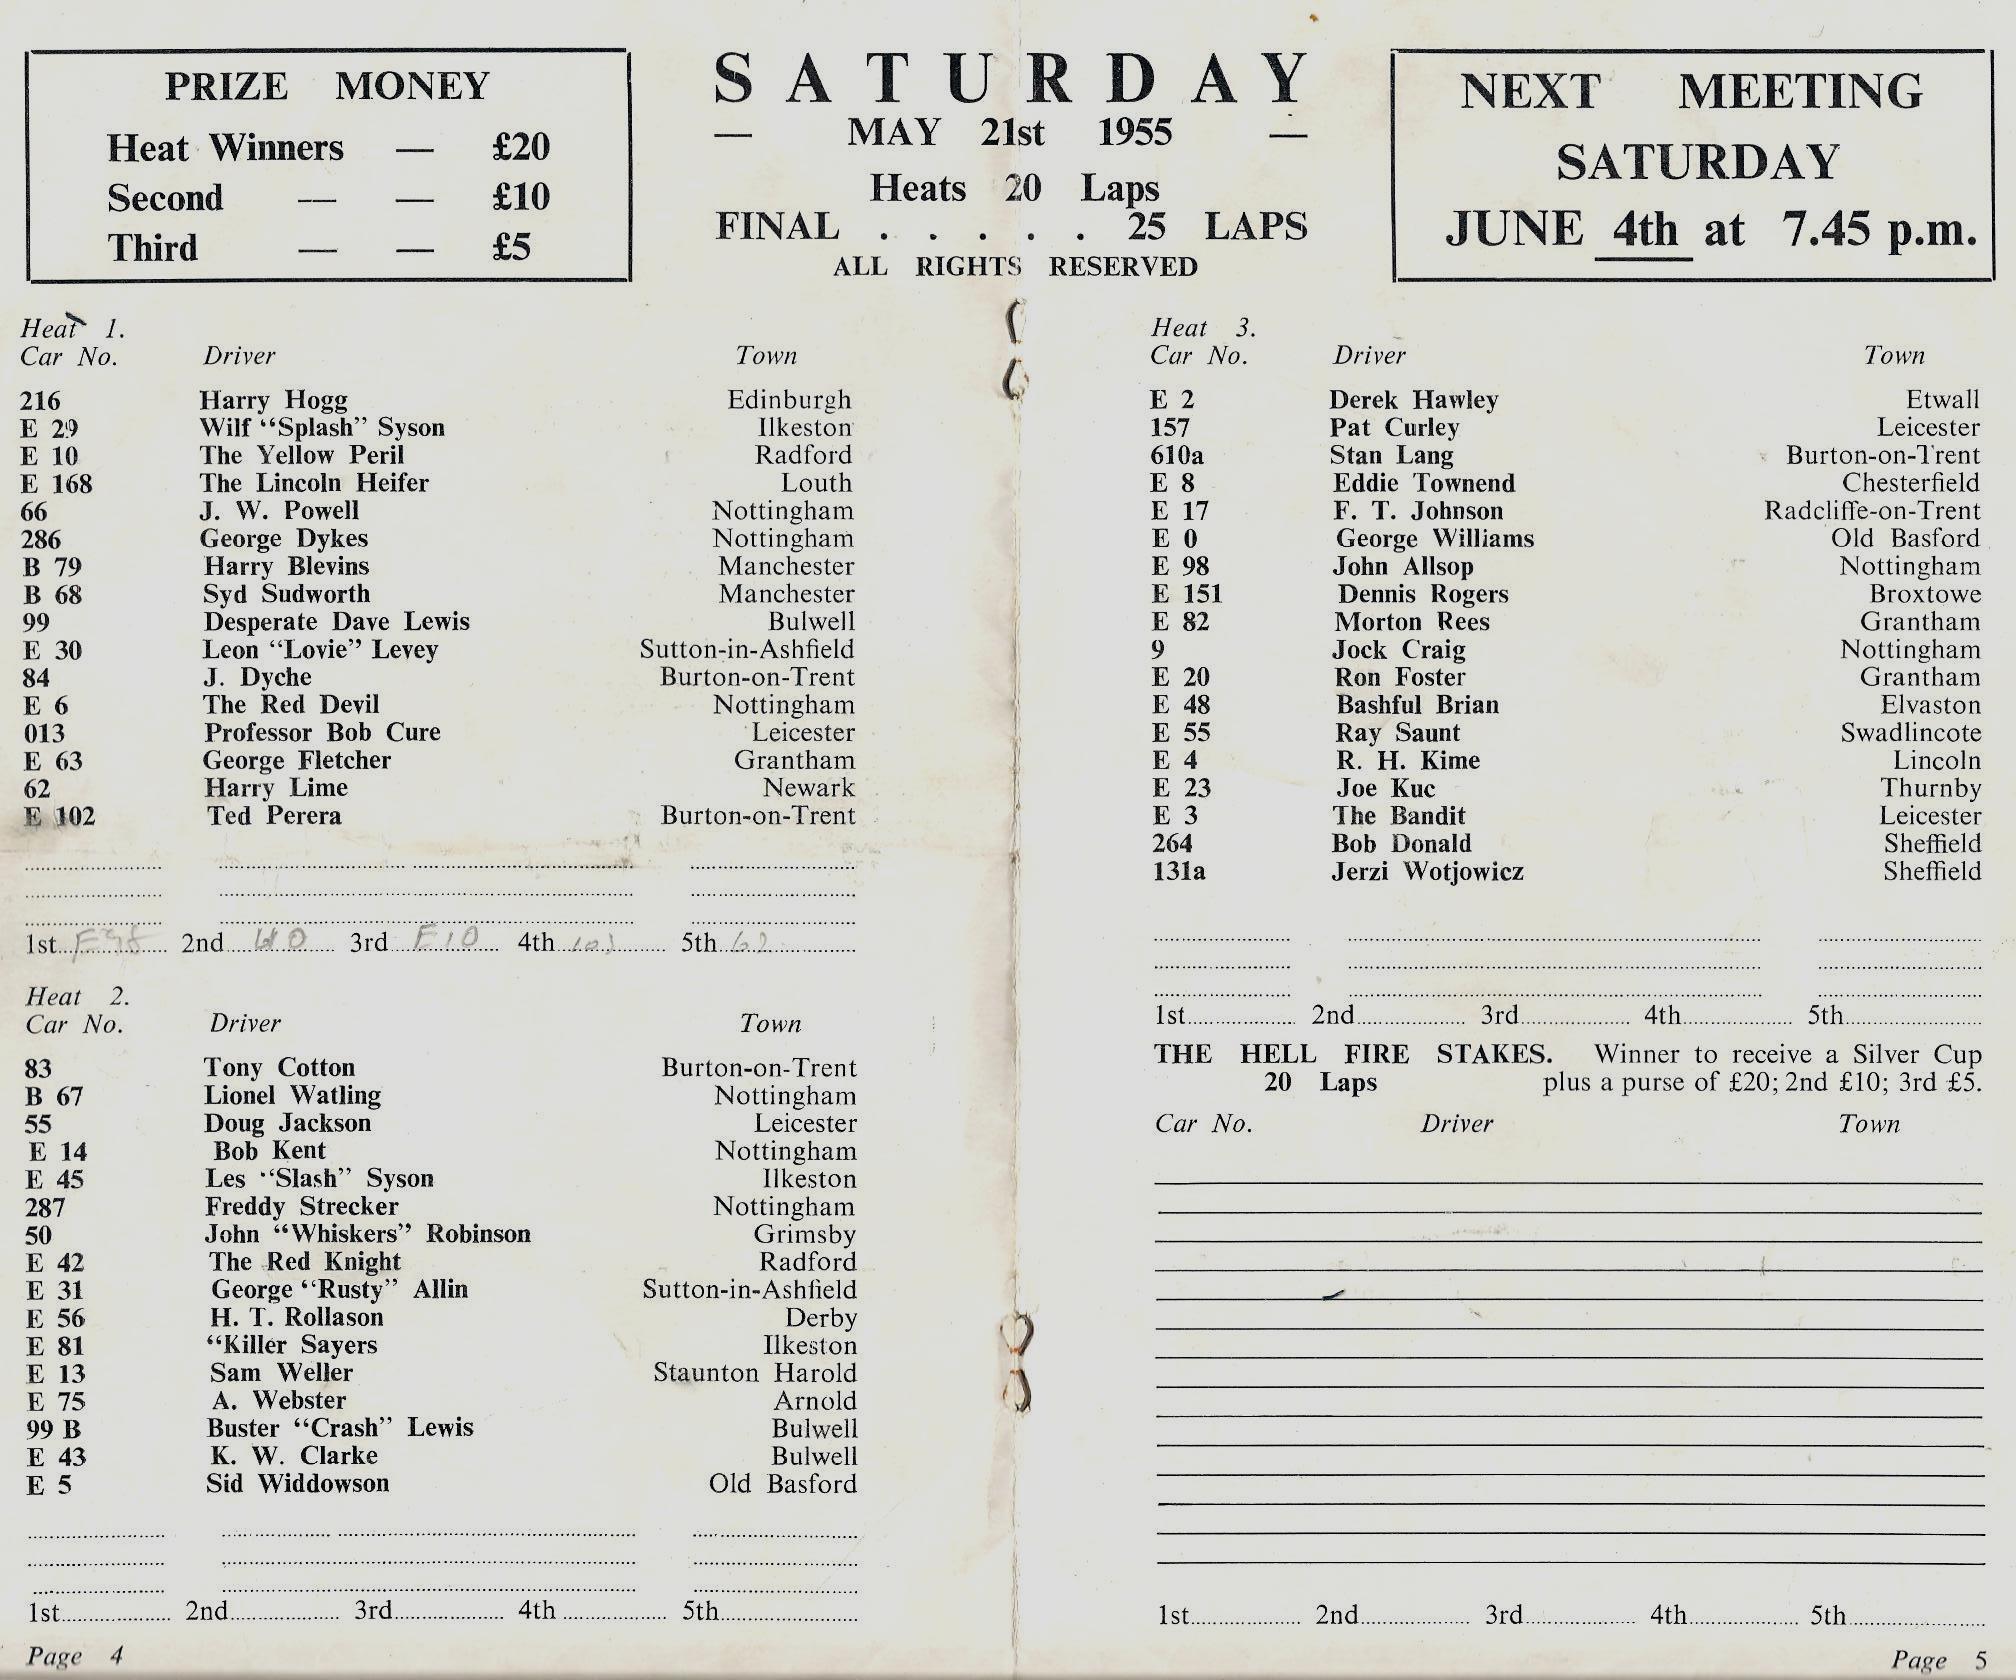 PRIZE MONEY
Heat Winners — £20
Second — — £10
Third — — £5
SATURDAY
— MAY 21st 1955 —
Heats 20 Laps
FINAL . . . . . 25 LAPS
ALL RIGHTS RESERVED
NEXT MEETING
SATURDAY
JUNE 4th at 7.45 p.m.
Heat 1.
Car No. Driver Town
216 Harry Hogg Edinburgh
E 29 Wilf “Splash” Syson Ilkeston
E 10 The Yellow Peril Radford
E 168 The Lincoln Heifer Louth
66 J. W. Powell Nottingham
286 George Dykes Nottingham
B 79 Harry Blevins Manchester
B 68 Syd Sudworth Manchester
99 Desperate Dave Lewis Bulwell
E 30 Leon “Lovie” Levey Sutton-in-Ashfield
84 J. Dyche Burton-on-Trent
E 6 The Red Devil Nottingham
013 Professor Bob Cure Leicester
E 63 George Fletcher Grantham
62 Harry Lime Newark
E 102 Ted Perera Burton-on-Trent
1st 2nd 3rd E10 4th 5th 62
Heat 2.
Car No. Driver Town
83 Tony Cotton Burton-on-Trent
B 67 Lionel Watling Nottingham
55 Doug Jackson Leicester
E 14 Bob Kent Nottingham
E 45 Les “Slash” Syson Ilkeston
287 Freddy Strecker Nottingham
50 John “Whiskers” Robinson Grimsby
E 42 The Red Knight Radford
E 31 George “Rusty” Allin Sutton-in-Ashfield
E 56 H. T. Rollason Derby
E 81 “Killer Sayers Ilkeston
E 13 Sam Weller Staunton Harold
E 75 A. Webster Arnold
99 B Buster “Crash” Lewis Bulwell
E 43 K. W. Clarke Bulwell
E 5 Sid Widdowson Old Basford
1st 2nd 3rd 4th 5th
Page 4
Heat 3.
Car No. Driver Town
E 2 Derek Hawley Etwall
157 Pat Curley Leicester
610a Stan Lang Burton-on-Trent
E 8 Eddie Townend Chesterfield
E 17 F. T. Johnson Radcliffe-on-Trent
E 0 George Williams Old Basford
E 98 John Allsop Nottingham
E 151 Dennis Rogers Broxtowe
E 82 Morton Rees Grantham
9 Jock Craig Nottingham
E 20 Ron Foster Grantham
E 48 Bashful Brian Elvaston
E 55 Ray Saunt Swadlincote
E 4 R. H. Kime Lincoln
E 23 Joe Kuc Thurnby
E 3 The Bandit Leicester
264 Bob Donald Sheffield
131a Jerzi Wotjowicz Sheffield
1st 2nd 3rd 4th 5th
THE HELL FIRE STAKES. Winner to receive a Silver Cup
20 Laps plus a purse of £20; 2nd £10; 3rd £5.
Car No. Driver Town
1st 2nd 3rd 4th 5th
Page 5